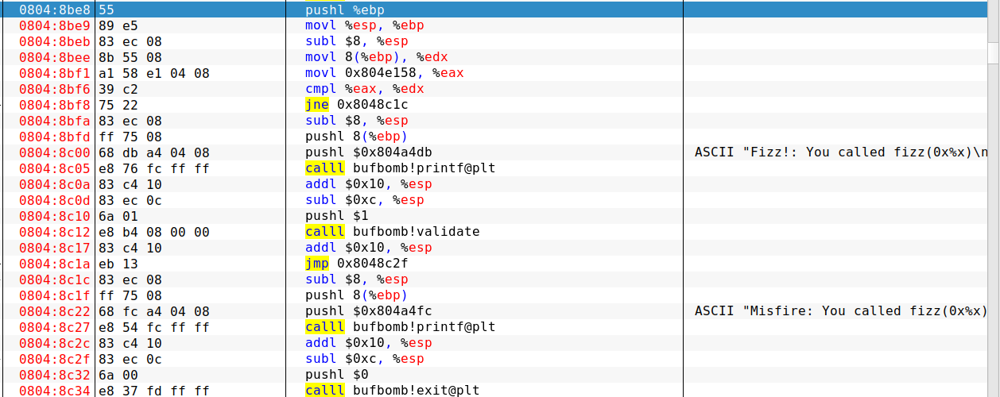 0804:8be8 55 pushl %ebp
0804:8be9 89 e5 movl %esp, %ebp
0804:8beb 83 ec 08 subl $8, %esp
0804:8bee 8b 55 08 movl 8(%ebp), %edx
0804:8bf1 a1 58 e1 04 08 movl 0x804e158, %eax
0804:8bf6 39 c2 cmpl %eax, %edx
0804:8bf8 75 22 jne 0x8048c1c
0804:8bfa 83 ec 08 subl $8, %esp
0804:8bfd ff 75 08 pushl 8(%ebp)
0804:8c00 68 db a4 04 08 pushl $0x804a4db ASCII "Fizz!: You called fizz(0x%x)\n
0804:8c05 e8 76 fc ff ff calll bufbomb!printf@plt
0804:8c0a 83 c4 10 addl $0x10, %esp
0804:8c0d 83 ec 0c subl $0xc, %esp
0804:8c10 6a 01 pushl $1
0804:8c12 e8 b4 08 00 00 calll bufbomb!validate
0804:8c17 83 c4 10 addl $0x10, %esp
0804:8c1a eb 13 jmp 0x8048c2f
0804:8c1c 83 ec 08 subl $8, %esp
0804:8c1f ff 75 08 pushl 8(%ebp)
0804:8c22 68 fc a4 04 08 pushl $0x804a4fc ASCII "Misfire: You called fizz(0x%x)
0804:8c27 e8 54 fc ff ff calll bufbomb!printf@plt
0804:8c2c 83 c4 10 addl $0x10, %esp
0804:8c2f 83 ec 0c subl $0xc, %esp
0804:8c32 6a 00 pushl $0
0804:8c34 e8 37 fd ff ff calll bufbomb!exit@plt